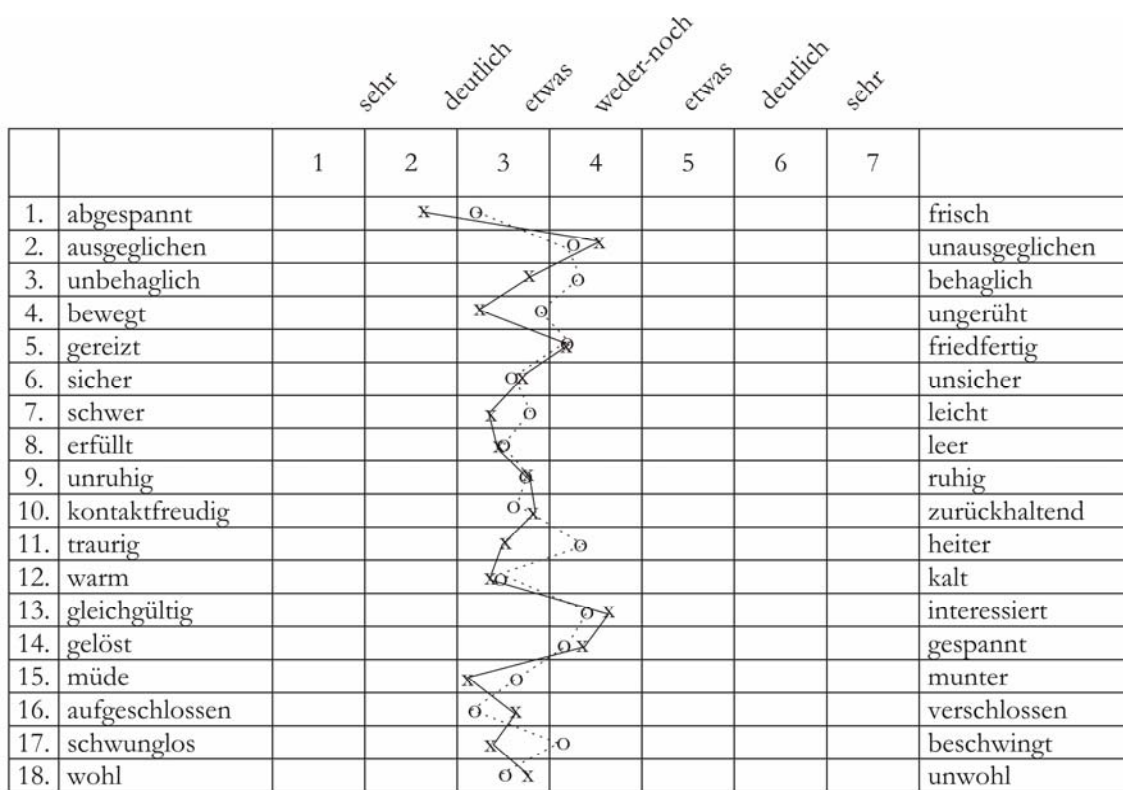 sehr deutlich etwas weder-noch etwas deutlich sehr
1 2 3 4 5 6 7
1. abgespannt frisch
2. ausgeglichen unausgeglichen
3. unbehaglich behaglich
4. bewegt ungerüht
5. gereizt friedfertig
6. sicher unsicher
7. schwer leicht
8. erfüllt leer
9. unruhig ruhig
10. kontaktfreudig zurückhaltend
11. traurig heiter
12. warm kalt
13. gleichgültig interessiert
14. gelöst gespannt
15. müde munter
16. aufgeschlossen verschlossen
17. schwunglos beschwingt
18. wohl unwohl